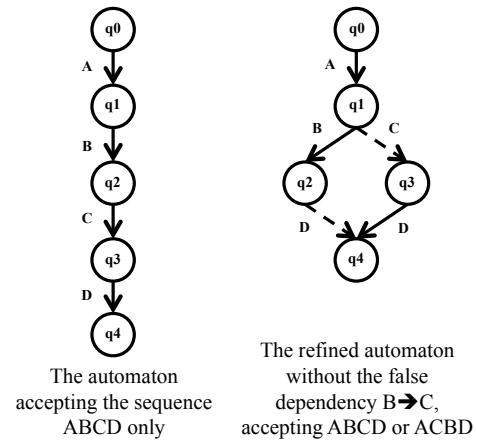 q0
A
q1
B
q2
C
q3
D
q4
The automaton
accepting the sequence
ABCD only
q0
A
q1
B C
q2 q3
D D
q4
The refined automaton
without the false
dependency B➔C,
accepting ABCD or ACBD